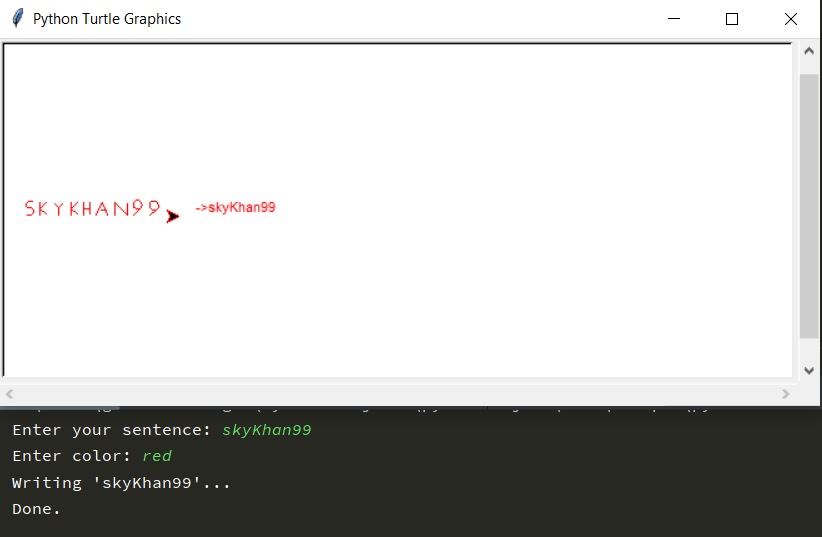 Python Turtle Graphics
SKYKHAN99 ->skyKhan99
Enter your sentence: skyKhan99
Enter color: red
Writing 'skyKhan99'...
Done.